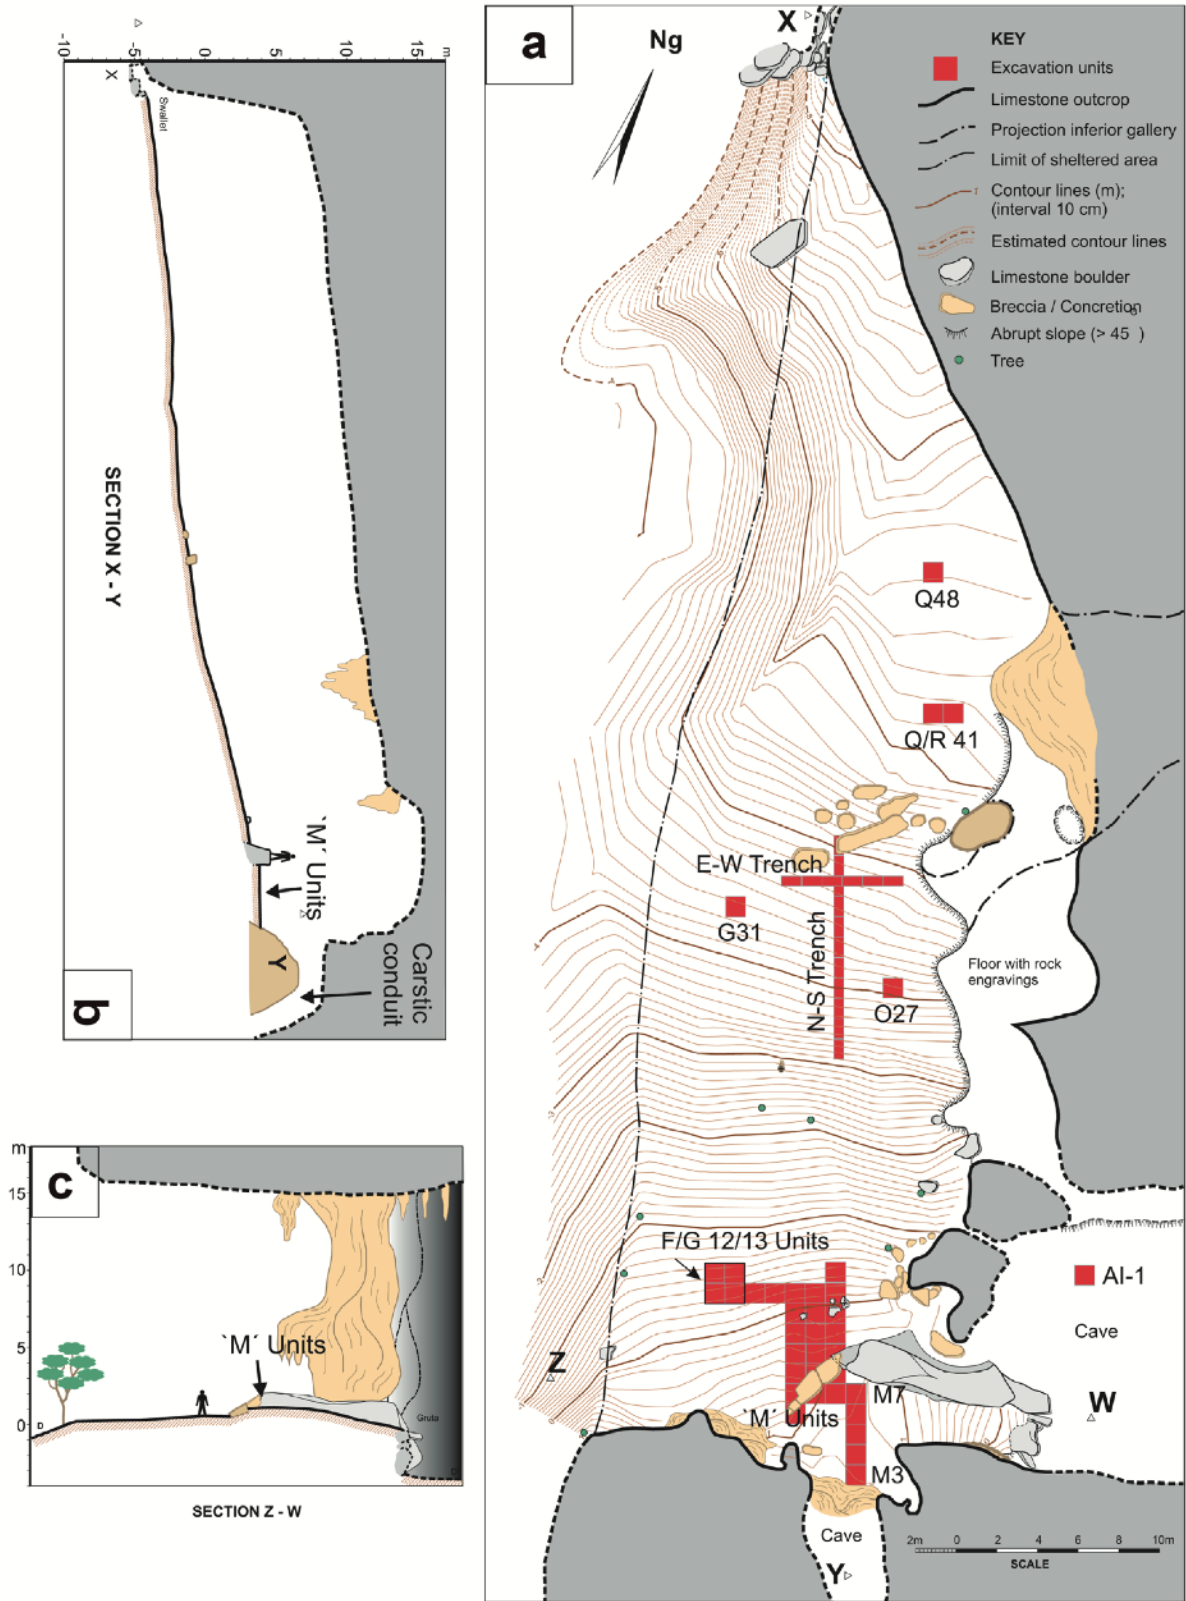 a
X
Ng
KEY
Excavation units
Limestone outcrop
Projection inferior gallery
Limit of sheltered area
Contour lines (m);
(interval 10 cm)
Estimated contour lines
Limestone boulder
Breccia / Concretion
Abrupt slope (> 45 )
Tree
Q48
Q/R 41
E-W Trench
G31
N-S Trench
O27
Floor with rock
engravings
F/G 12/13 Units
AI-1
Cave
Z
W
M7
`M´ Units
M3
Cave
Y
2m 0 2 4 6 8 10m
SCALE
-10 -5 0 5 10 15 m
X
Swallet
SECTION X - Y
`M´ Units
Y
Carstic
conduit
b
m
c
15
10
5
0
`M´ Units
Gruta
SECTION Z - W